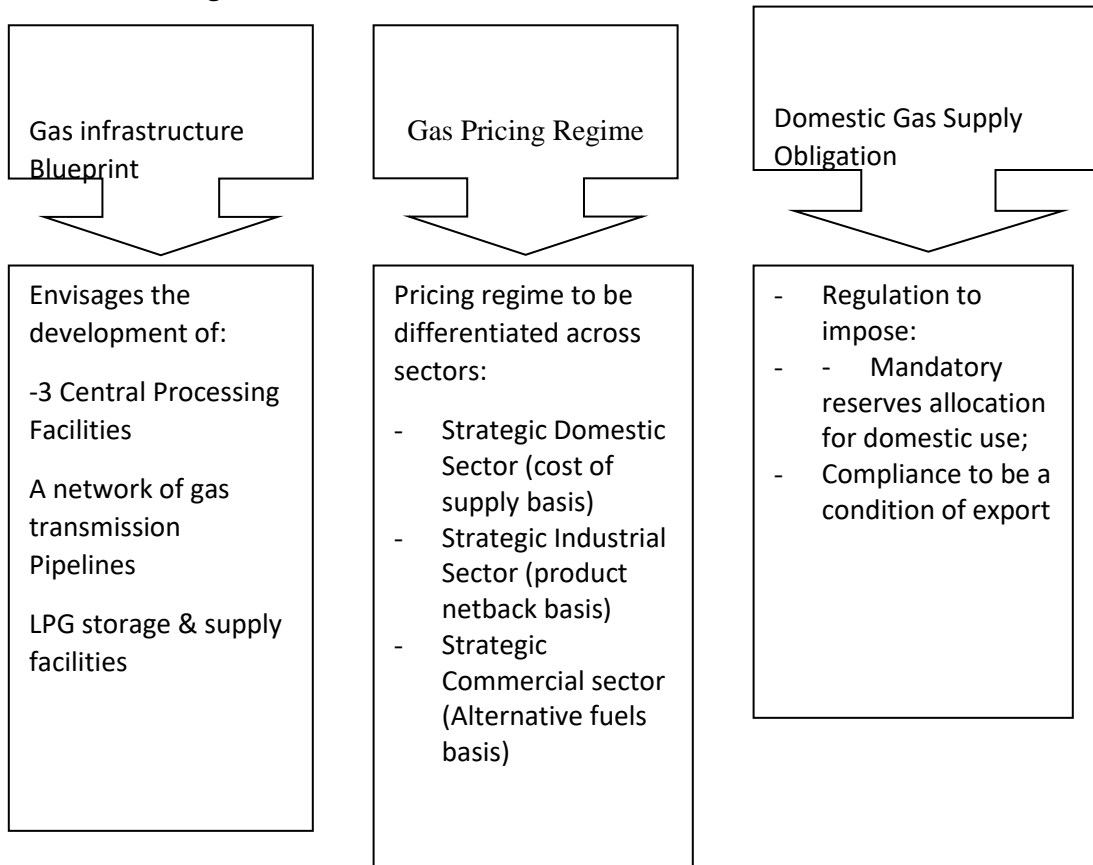 Gas infrastructure
Blueprint
Envisages the
development of:
-3 Central Processing
Facilities
A network of gas
transmission
Pipelines
LPG storage & supply
facilities
Gas Pricing Regime
Pricing regime to be
differentiated across
sectors:
- Strategic Domestic
Sector (cost of
supply basis)
- Strategic Industrial
Sector (product
netback basis)
- Strategic
Commercial sector
(Alternative fuels
basis)
Domestic Gas Supply
Obligation
- Regulation to
impose:
- - Mandatory
reserves allocation
for domestic use;
- Compliance to be a
condition of export